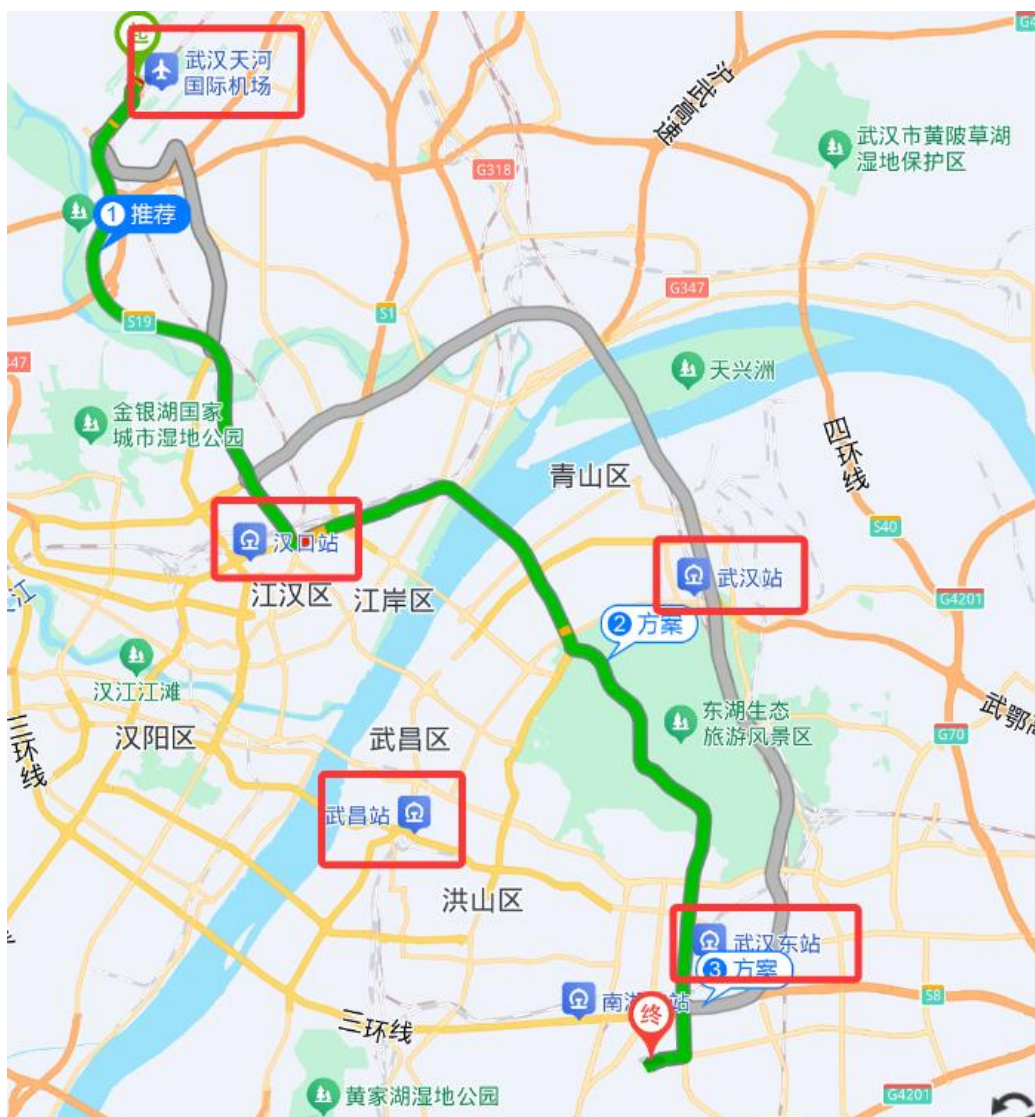 武汉天河
国际机场
G4
沪武高速
武汉市黄陂草湖
湿地保护区
G318
1 推荐
G347
S19
S1
347
天兴洲
金银湖国家
城市湿地公园
四环线
青山区
S40
汉口站
武汉站
江汉区
江岸区
G4201
2 方案
汉江江滩
东湖生态
旅游风景区
武鄂高
三环线
汉阳区
武昌区
G70
武昌站
洪山区
武汉东站
3 方案
S8
南湖 站
终
三环线
黄家湖湿地公园
G4201